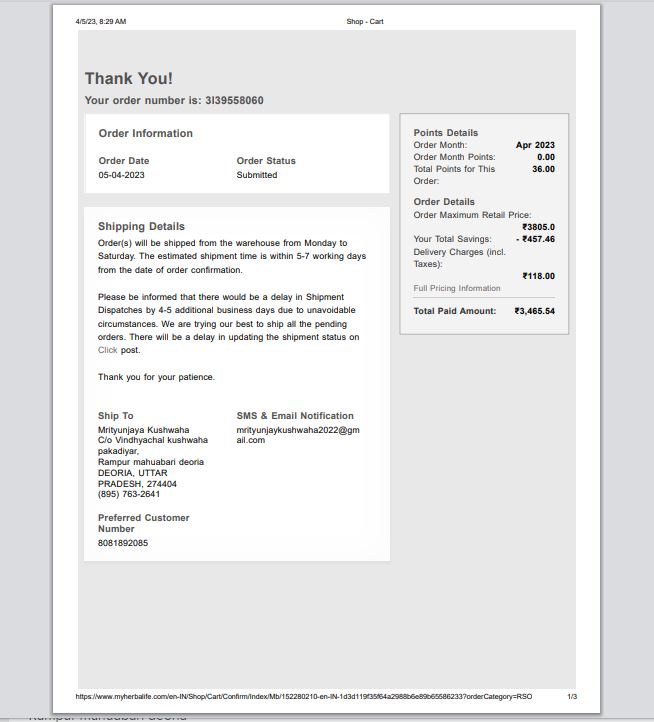 4/5/23, 8:29 AM
Shop - Cart
Thank You!
Your order number is: 3I39558060
Order Information
Order Date
Order Status
05-04-2023
Submitted
Shipping Details
Order(s) will be shipped from the warehouse from Monday to
Saturday. The estimated shipment time is within 5-7 working days
from the date of order confirmation.
Please be informed that there would be a delay in Shipment
Dispatches by 4-5 additional business days due to unavoidable
circumstances. We are trying our best to ship all the pending
orders. There will be a delay in updating the shipment status on
Click post.
Thank you for your patience.
Ship To
Mrityunjaya Kushwaha
C/o Vindhyachal kushwaha
pakadiyar,
Rampur mahuabari deoria
DEORIA, UTTAR
PRADESH, 274404
(895) 763-2641
SMS & Email Notification
mrityunjaykushwaha2022@gm
ail.com
Preferred Customer
Number
8081892085
Points Details
Order Month: Apr 2023
Order Month Points: 0.00
Total Points for This 36.00
Order:
Order Details
Order Maximum Retail Price:
₹3805.0
Your Total Savings: - ₹457.46
Delivery Charges (incl.
Taxes):
₹118.00
Full Pricing Information
Total Paid Amount: ₹3,465.54
https://www.myherbalife.com/en-IN/Shop/Cart/Confirm/Index/Mb/152280210-en-IN-1d3d119f35f64a2988b6e89b65586233?orderCategory=RSO
1/3